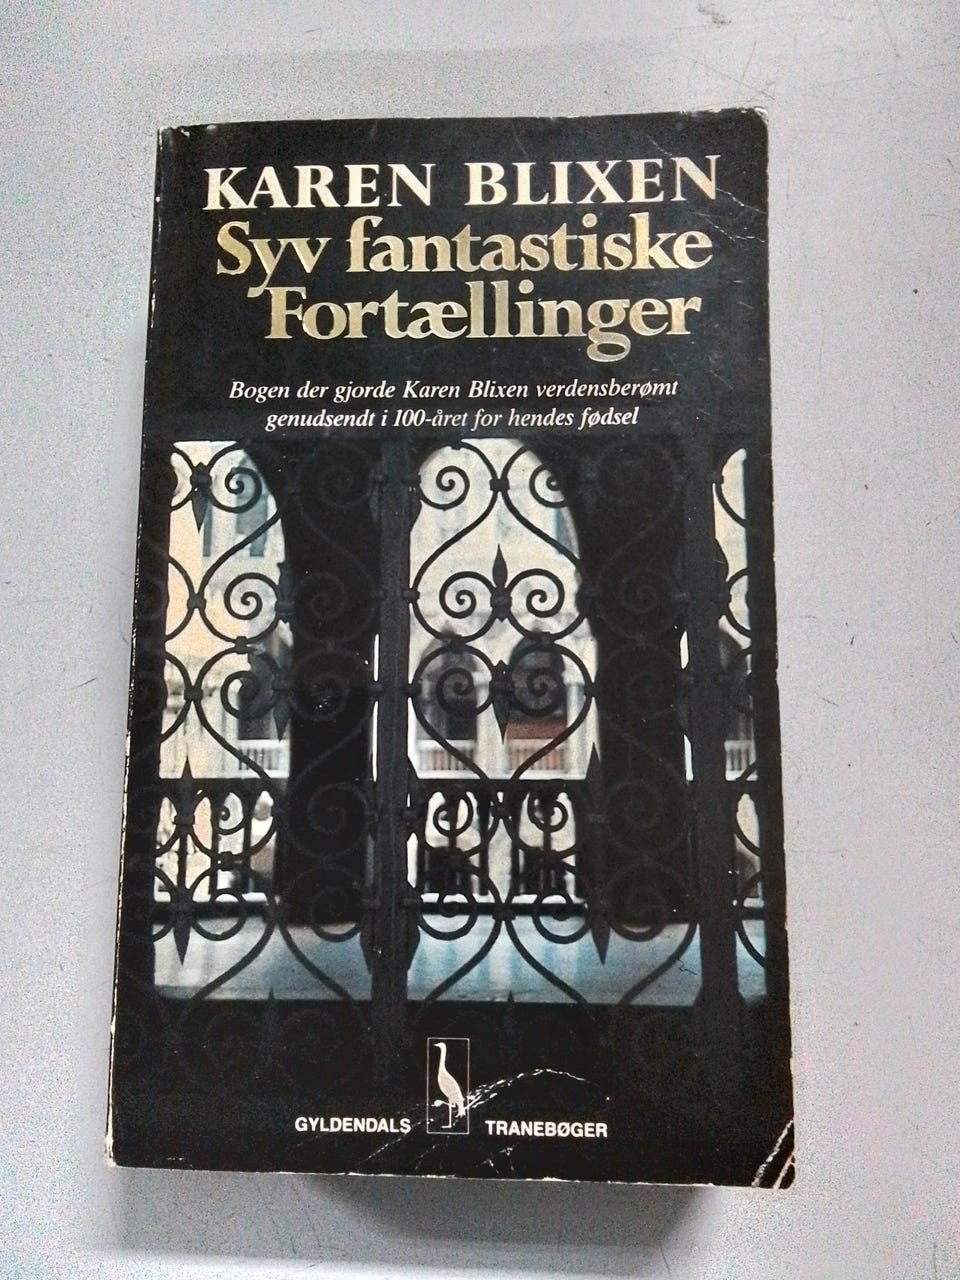 KAREN BLIXEN
Syv fantastiske
Fortællinger
Bogen der gjorde Karen Blixen verdensberømt
genudsendt i 100-året for hendes fødsel
GYLDENDALS TRANEBØGER